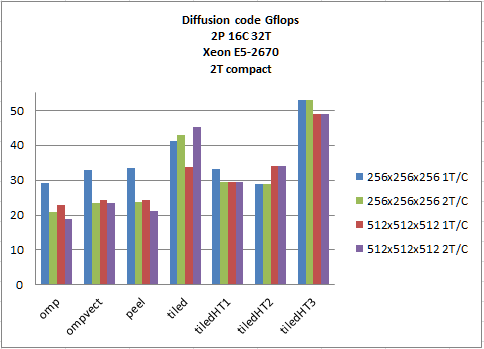 Diffusion code Gflops
2P 16C 32T
Xeon E5-2670
2T compact
50
40
30
20
10
0
omp
ompvect
peel
tiled
tiledHT1
tiledHT2
tiledHT3
256x256x256 1T/C
256x256x256 2T/C
512x512x512 1T/C
512x512x512 2T/C